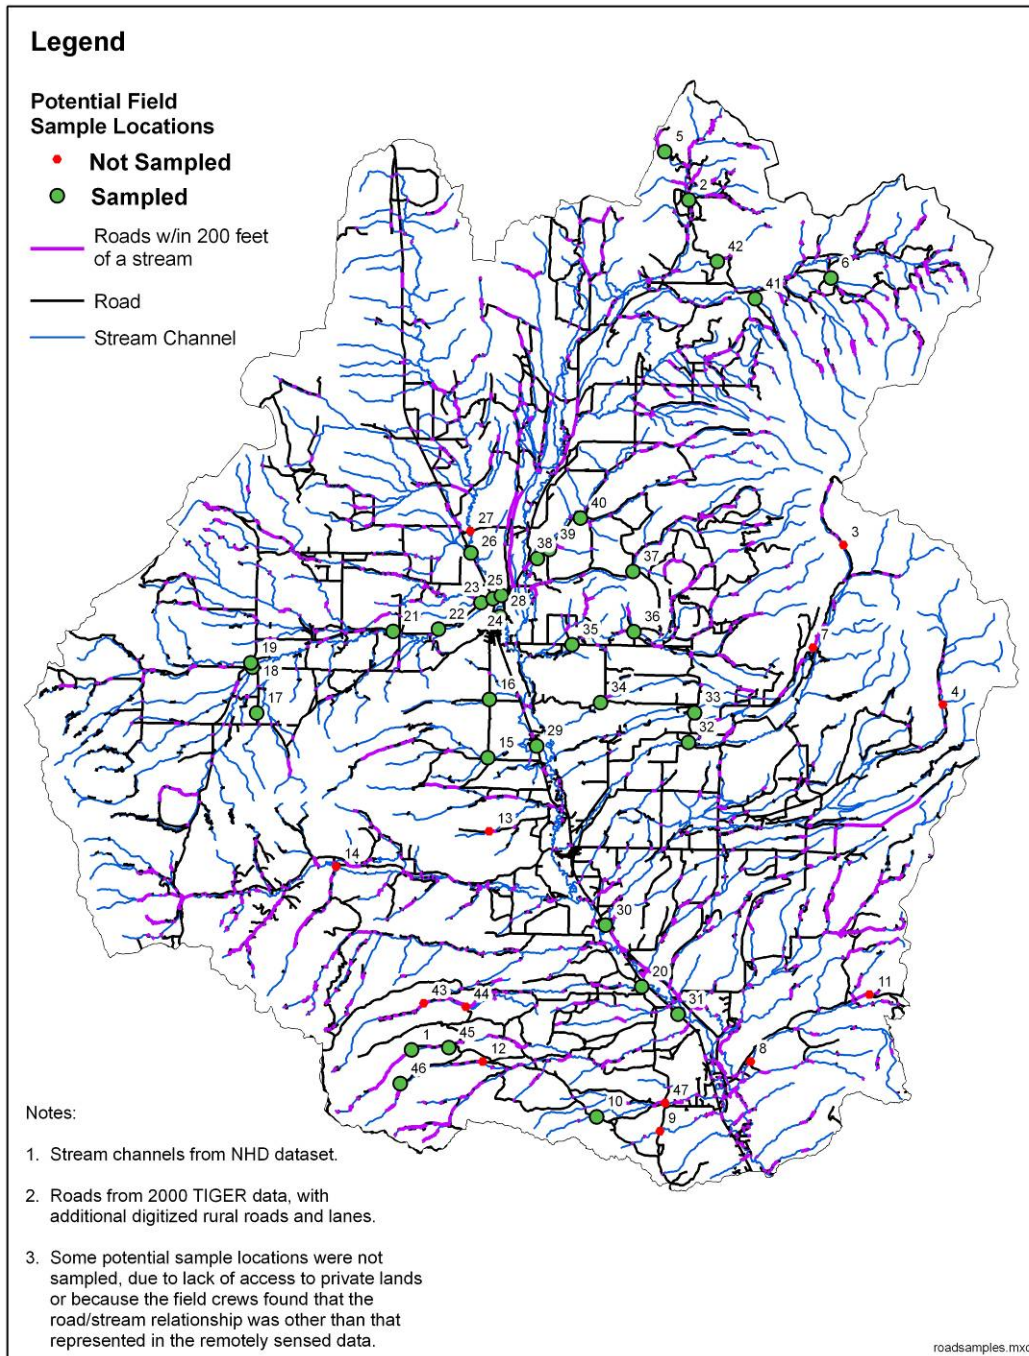 Legend
Potential Field
Sample Locations
Not Sampled
Sampled
Roads w/in 200 feet
of a stream
Road
Stream Channel
5
2
42
6
41
40
27
39
3
26
38
37
25
23
28
7
22
21
24
36
35
19
18
4
16
34
17
33
32
29
15
13
14
30
20
11
43
44
31
1
45
12
8
46
47
10
9
Notes:
1. Stream channels from NHD dataset.
2. Roads from 2000 TIGER data, with
additional digitized rural roads and lanes.
3. Some potential sample locations were not
sampled, due to lack of access to private lands
or because the field crews found that the
road/stream relationship was other than that
represented in the remotely sensed data.
roadsamples.mxd